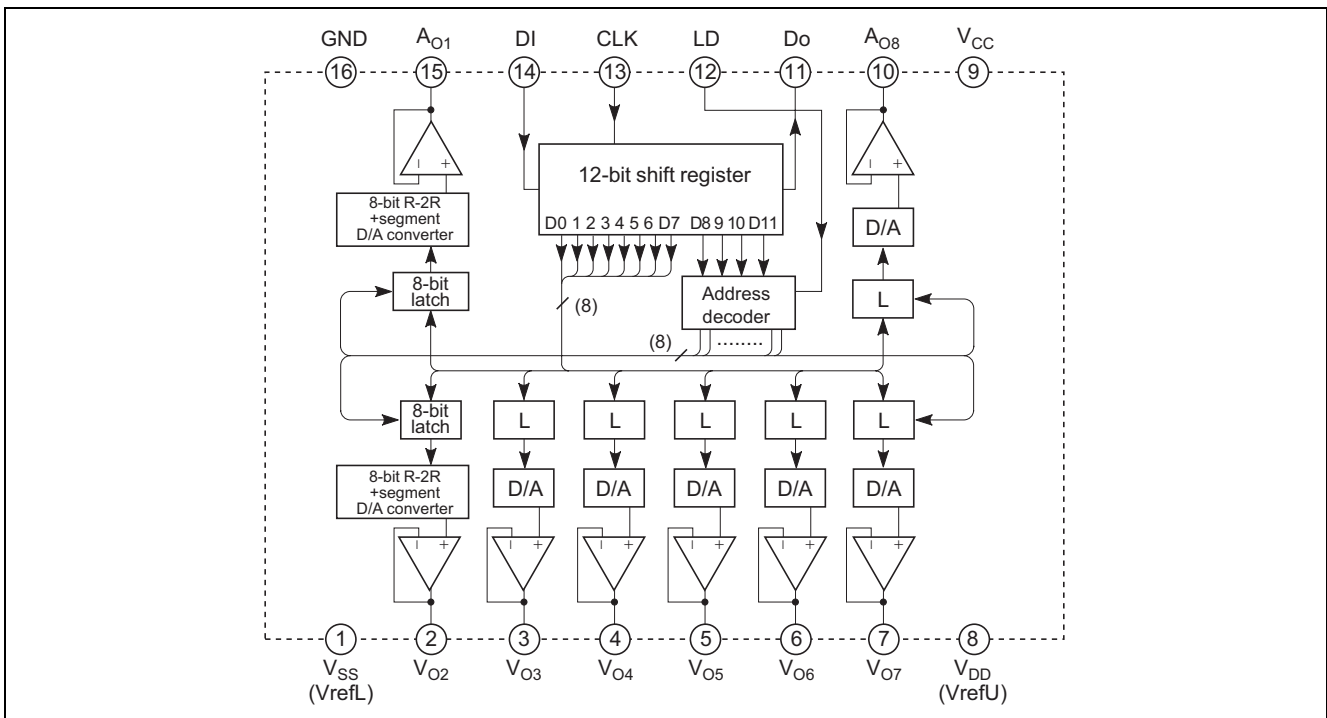 GND AO1 DI CLK LD Do AO8 VCC
16 15 14 13 12 11 10 9
12-bit shift register
D0 1 2 3 4 5 6 D7 D8 9 10 D11
8-bit R-2R
+segment
D/A converter
D/A
8-bit
latch
Address
decoder
L
(8)
(8) ........
8-bit
latch
L L L L L
8-bit R-2R
+segment
D/A converter
D/A D/A D/A D/A D/A
− +
− +
− + − + − + − + − + − +
1 2 3 4 5 6 7 8
VSS VO2 VO3 VO4 VO5 VO6 VO7 VDD
(VrefL) (VrefU)